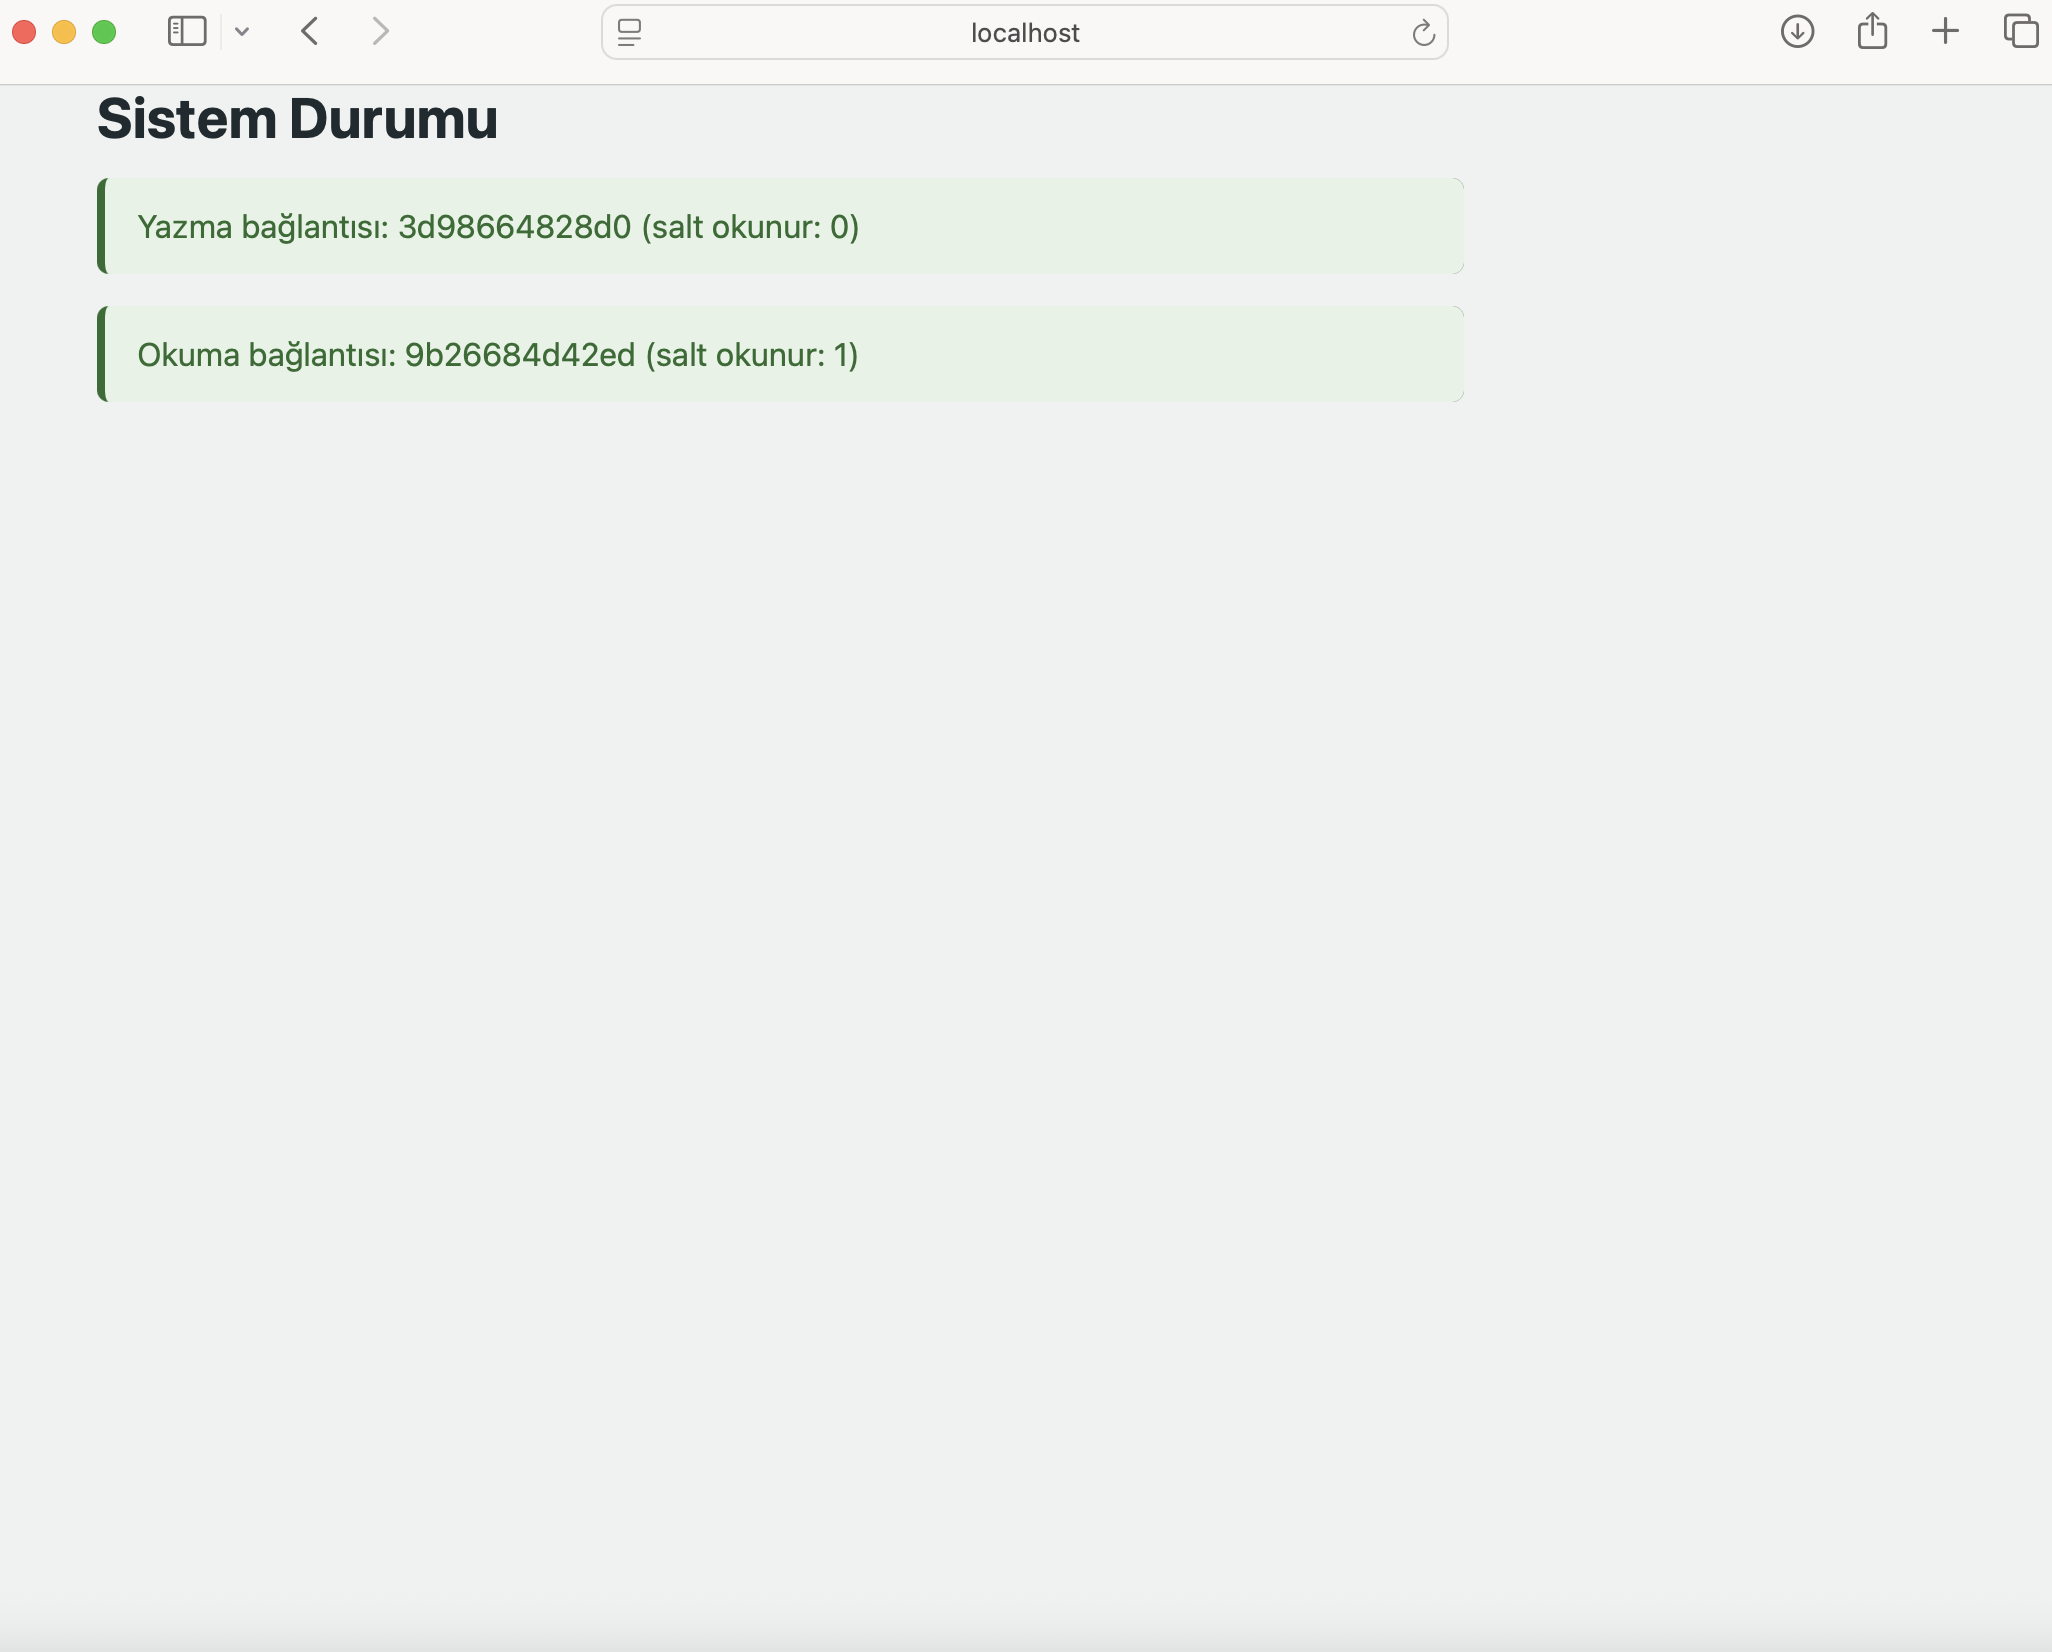 localhost
Sistem Durumu
Yazma bağlantısı: 3d98664828d0 (salt okunur: 0)
Okuma bağlantısı: 9b26684d42ed (salt okunur: 1)